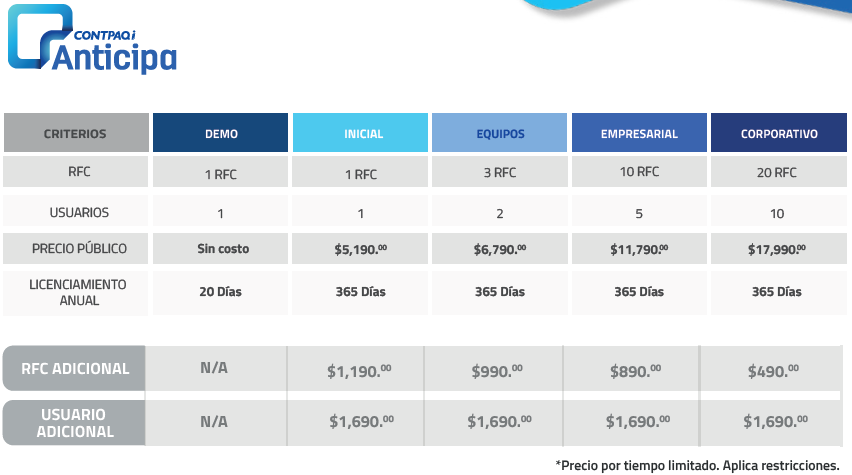 CONTPAQi
Anticipa
CRITERIOS DEMO INICIAL EQUIPOS EMPRESARIAL CORPORATIVO
RFC 1 RFC 1 RFC 3 RFC 10 RFC 20 RFC
USUARIOS 1 1 2 5 10
PRECIO PÚBLICO Sin costo $5,190.00 $6,790.00 $11,790.00 $17,990.00
LICENCIAMIENTO
ANUAL 20 Días 365 Días 365 Días 365 Días 365 Días
RFC ADICIONAL N/A $1,190.00 $990.00 $890.00 $490.00
USUARIO
ADICIONAL N/A $1,690.00 $1,690.00 $1,690.00 $1,690.00
*Precio por tiempo limitado. Aplica restricciones.